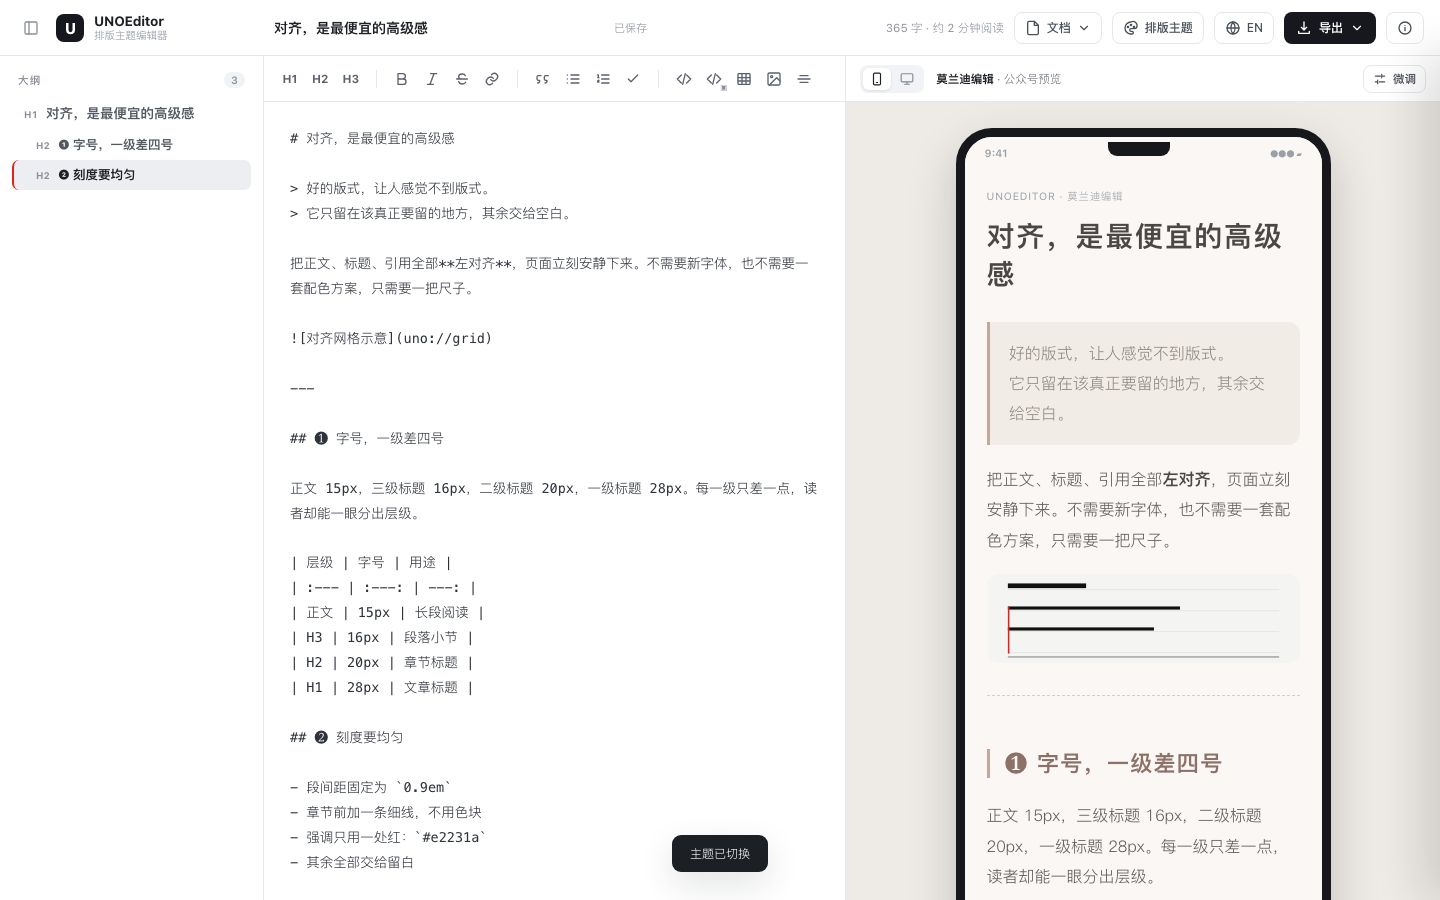 UNOEditor
排版主题编辑器
对齐，是最便宜的高级感
已保存
365 字 · 约 2 分钟阅读
文档
排版主题
EN
导出
大纲
3
H1 对齐，是最便宜的高级感
H2 ❶ 字号，一级差四号
H2 ❷ 刻度要均匀
H1 H2 H3
# 对齐，是最便宜的高级感
> 好的版式，让人感觉不到版式。
> 它只留在该真正要留的地方，其余交给空白。
把正文、标题、引用全部**左对齐**，页面立刻安静下来。不需要新字体，也不需要一
套配色方案，只需要一把尺子。
![对齐网格示意](uno://grid)
---
## ❶ 字号，一级差四号
正文 15px，三级标题 16px，二级标题 20px，一级标题 28px。每一级只差一点，读
者却能一眼分出层级。
| 层级 | 字号 | 用途 |
| :--- | :---: | ---: |
| 正文 | 15px | 长段阅读 |
| H3 | 16px | 段落小节 |
| H2 | 20px | 章节标题 |
| H1 | 28px | 文章标题 |
## ❷ 刻度要均匀
- 段间距固定为 `0.9em`
- 章节前加一条细线，不用色块
- 强调只用一处红：`#e2231a`
- 其余全部交给留白
主题已切换
莫兰迪编辑 · 公众号预览
微调
9:41
UNOEDITOR · 莫兰迪编辑
对齐，是最便宜的高级
感
好的版式，让人感觉不到版式。
它只留在该真正要留的地方，其余交
给空白。
把正文、标题、引用全部左对齐，页面立刻
安静下来。不需要新字体，也不需要一套配
色方案，只需要一把尺子。
❶ 字号，一级差四号
正文 15px，三级标题 16px，二级标题
20px，一级标题 28px。每一级只差一点，
读者却能一眼分出层级。